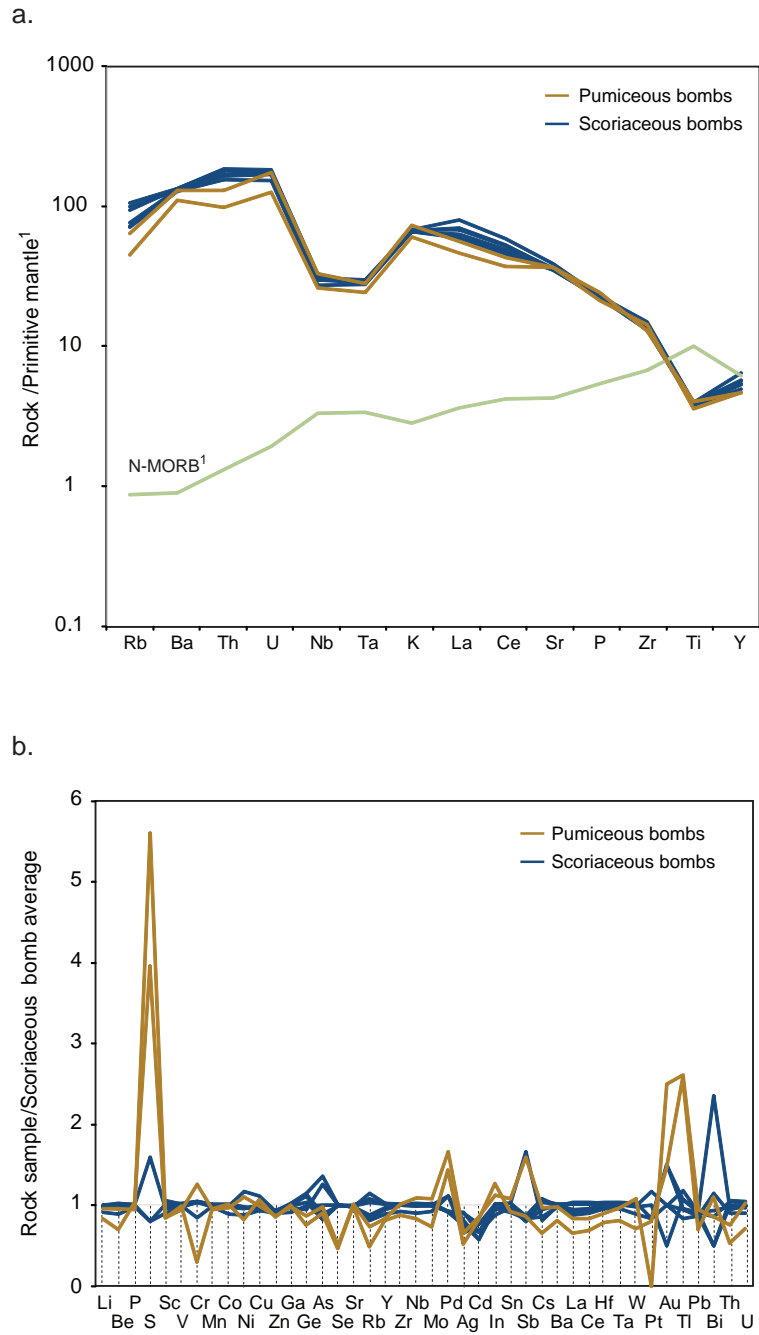 a.
1000
100
10
1
0.1
Rock /Primitive mantle¹
Pumiceous bombs
Scoriaceous bombs
N-MORB¹
Rb Ba Th U Nb Ta K La Ce Sr P Zr Ti Y
b.
6
5
4
3
2
1
0
Rock sample/Scoriaceous bomb average
Pumiceous bombs
Scoriaceous bombs
Li P Sc Cr Co Cu Ga As Sr Y Nb Pd Cd Sn Cs La Hf W Au Pb Th
Be S V Mn Ni Zn Ge Se Rb Zr Mo Ag In Sb Ba Ce Ta Pt Tl Bi U